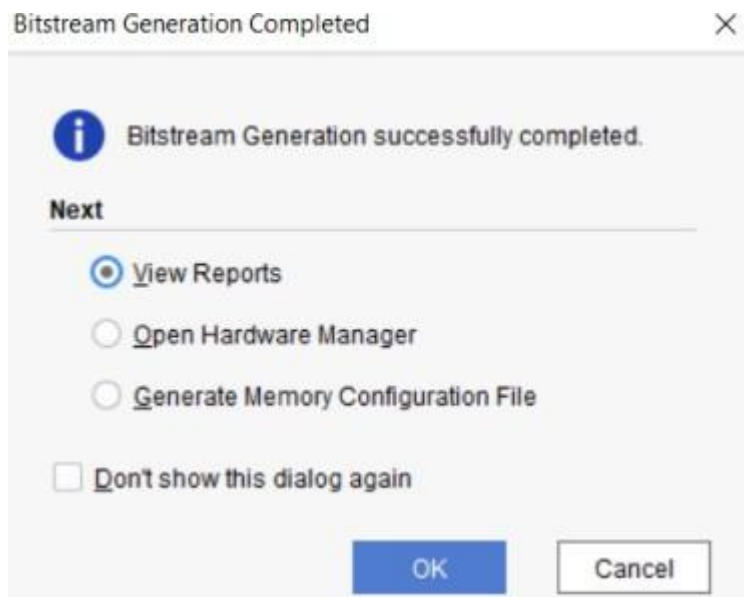 Bitstream Generation Completed
Bitstream Generation successfully completed.
Next
View Reports
Open Hardware Manager
Generate Memory Configuration File
Don't show this dialog again
OK
Cancel